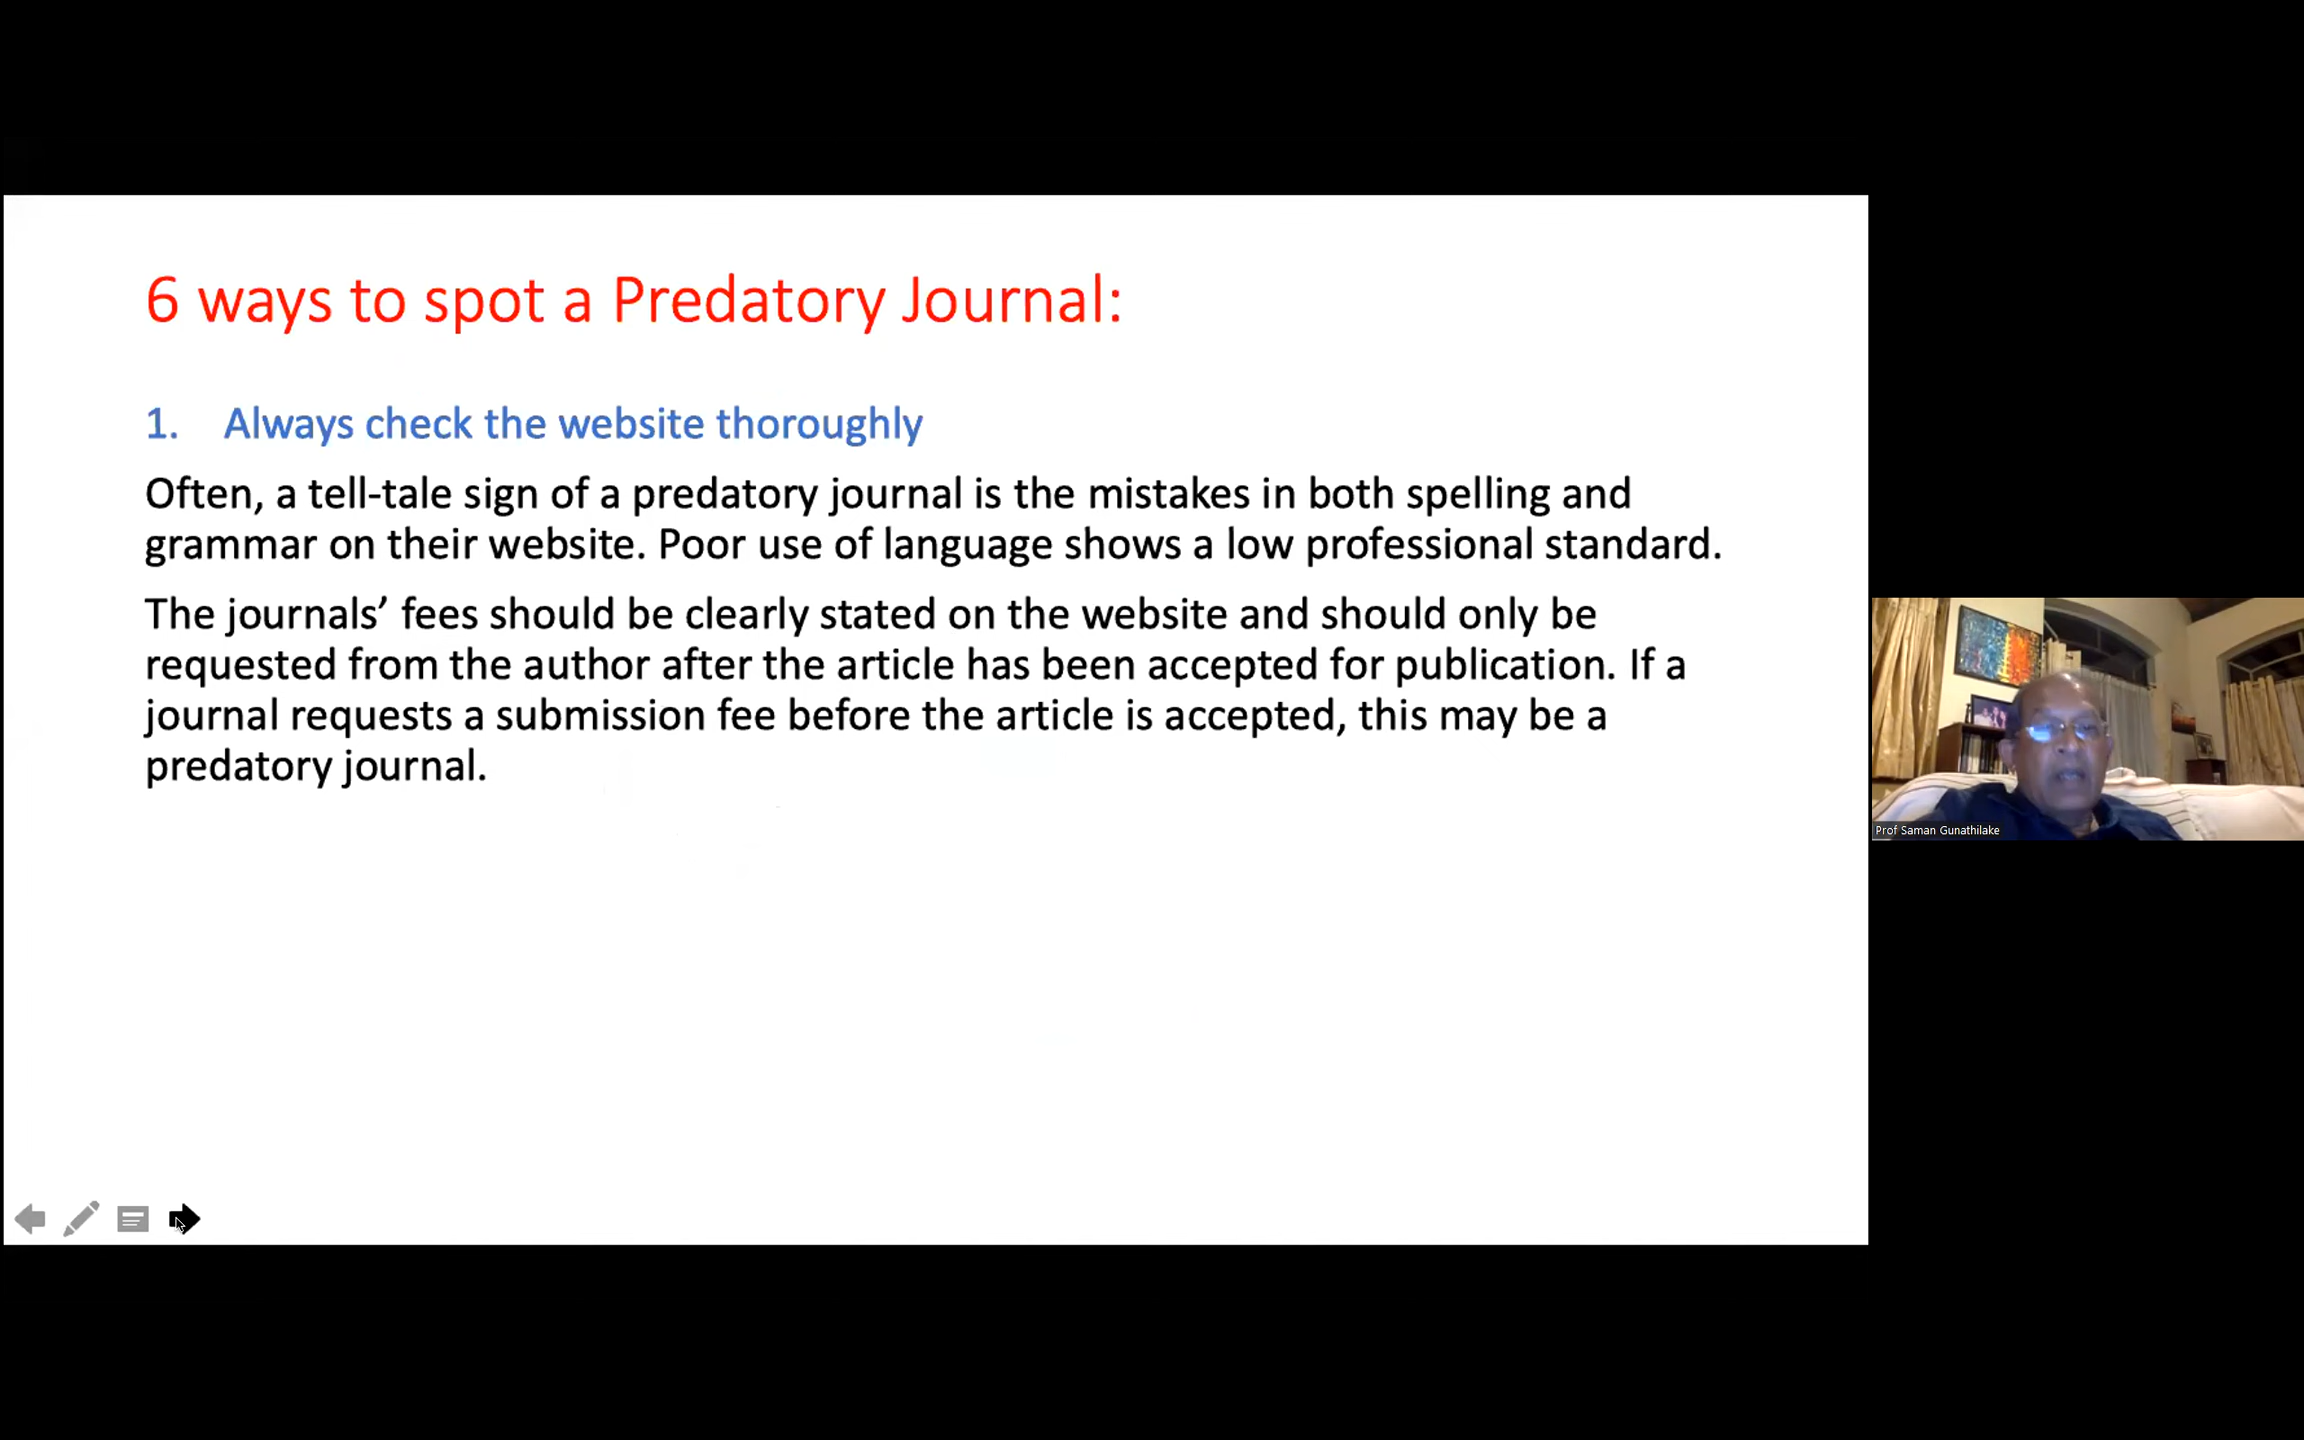 6 ways to spot a Predatory Journal:
1. Always check the website thoroughly
Often, a tell-tale sign of a predatory journal is the mistakes in both spelling and
grammar on their website. Poor use of language shows a low professional standard.
The journals’ fees should be clearly stated on the website and should only be
requested from the author after the article has been accepted for publication. If a
journal requests a submission fee before the article is accepted, this may be a
predatory journal.
Prof Saman Gunathilake